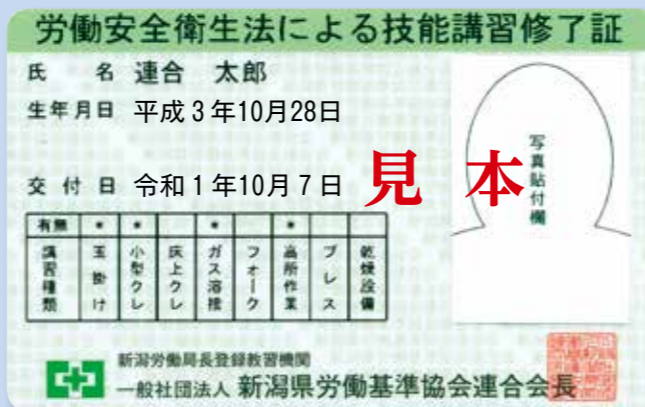 労働安全衛生法による技能講習修了証
氏 名 連合 太郎
生年月日 平成3年10月28日
交付日 令和1年10月7日
見本
写真貼付欄
有無 * * * *
講習種類 玉掛け 小型クレ 床上クレ ガス溶接 フォーク 高所作業 プレス 乾燥設備
新潟労働局長登録教習機関
一般社団法人 新潟県労働基準協会連合会長